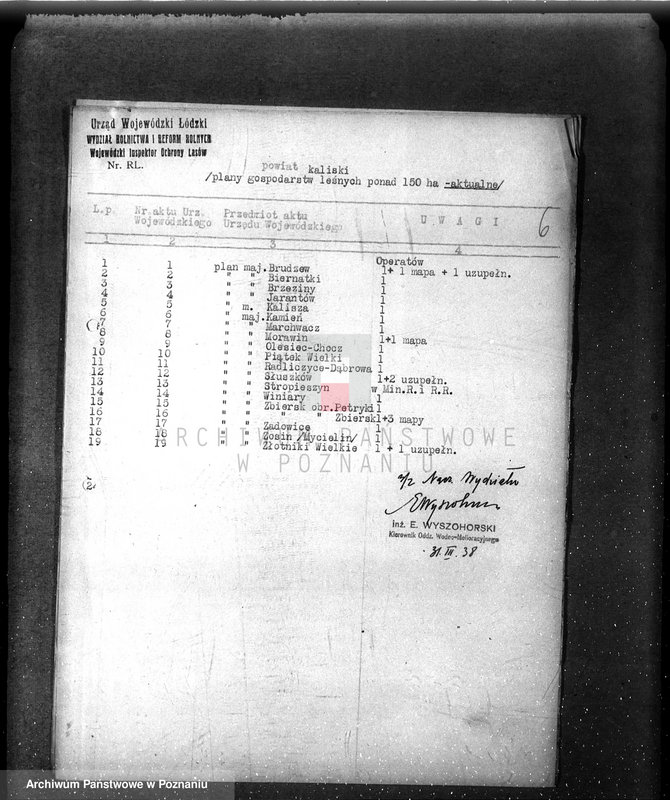 Urząd Wojewódzki Łódzki
WYDZIAŁ ROLNICTWA I REFORM ROLNYCH
Wojewódzki Inspektor Ochrony Lasów
Nr. RL.
powiat kaliski
/plany gospodarstw leśnych ponad 150 ha -aktualne/
6
L.p. Nr aktu Urz. Wojewódzkiego Przedmiot aktu Urzędu Wojewódzkiego U W A G I
1 2 3 4
Operatów
1 1 plan maj. Brudzew 1+ 1 mapa + 1 uzupełn.
2 2 " " Biernatki 1
3 3 " " Brzeziny 1
4 4 " " Jarantów 1
5 5 " m. Kalisza 1
6 6 " maj. Kamień 1
7 7 " " Marchwacz 1
8 8 " " Morawin 1+1 mapa
9 9 " " Olesiec-Chocz 1
10 10 " " Piątek Wielki 1
11 11 " " Radliczyce-Dąbrowa 1
12 12 " " Słuszków 1+2 uzupełn.
13 13 " " Stropieszyn w Min.R.i R.R.
14 14 " " Winiary 1
15 15 " " Zbiersk obr.Petryki 1
16 16 " " " " Zbiersk 1+3 mapy
17 17 " " Zadowice 1
18 18 " " Zosin /Mycielin/ 1
19 19 " " Złotniki Wielkie 1 + 1 uzupełn.
ARCHIWUM PAŃSTWOWE
W POZNANIU
2
z/z Nacz. Wydziału
EWyszohorski
Inż. E. WYSZOHORSKI
Kierownik Oddz. Wodno-Melioracyjnego
31. III. 38
Archiwum Państwowe w Poznaniu